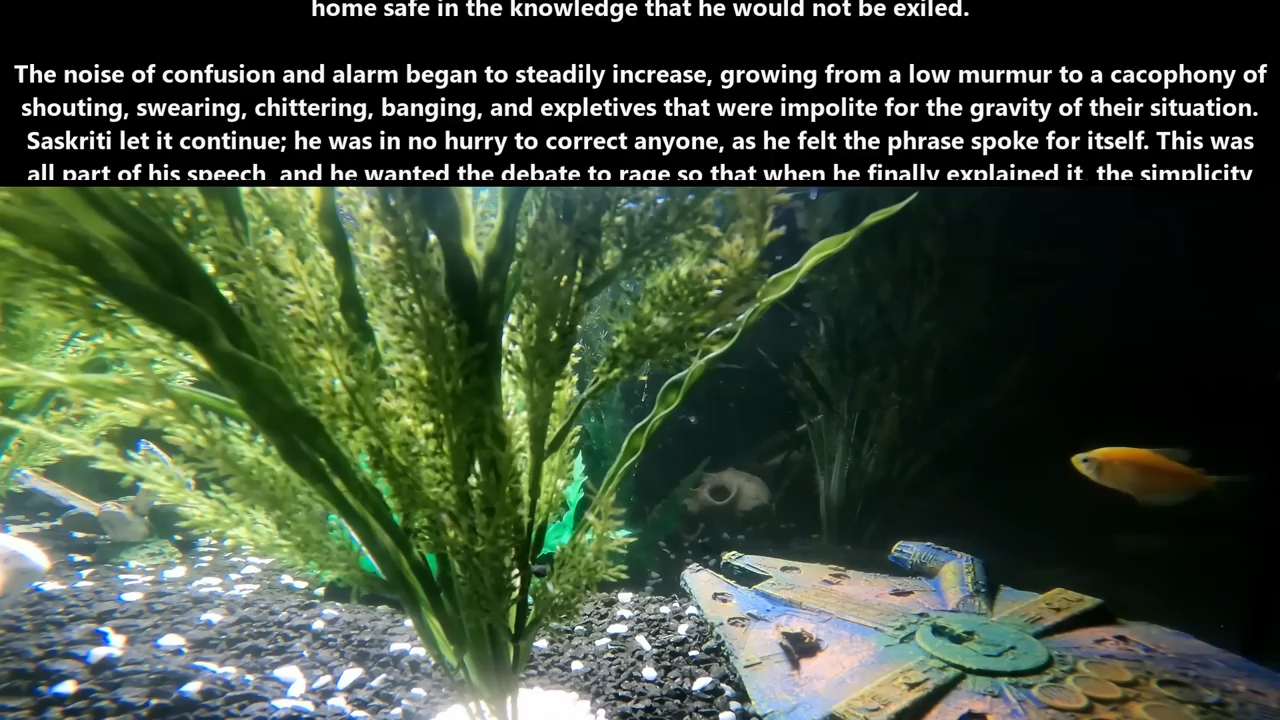 home safe in the knowledge that he would not be exiled.
The noise of confusion and alarm began to steadily increase, growing from a low murmur to a cacophony of
shouting, swearing, chittering, banging, and expletives that were impolite for the gravity of their situation.
Saskriti let it continue; he was in no hurry to correct anyone, as he felt the phrase spoke for itself. This was
all part of his speech, and he wanted the debate to rage so that when he finally explained it, the simplicity